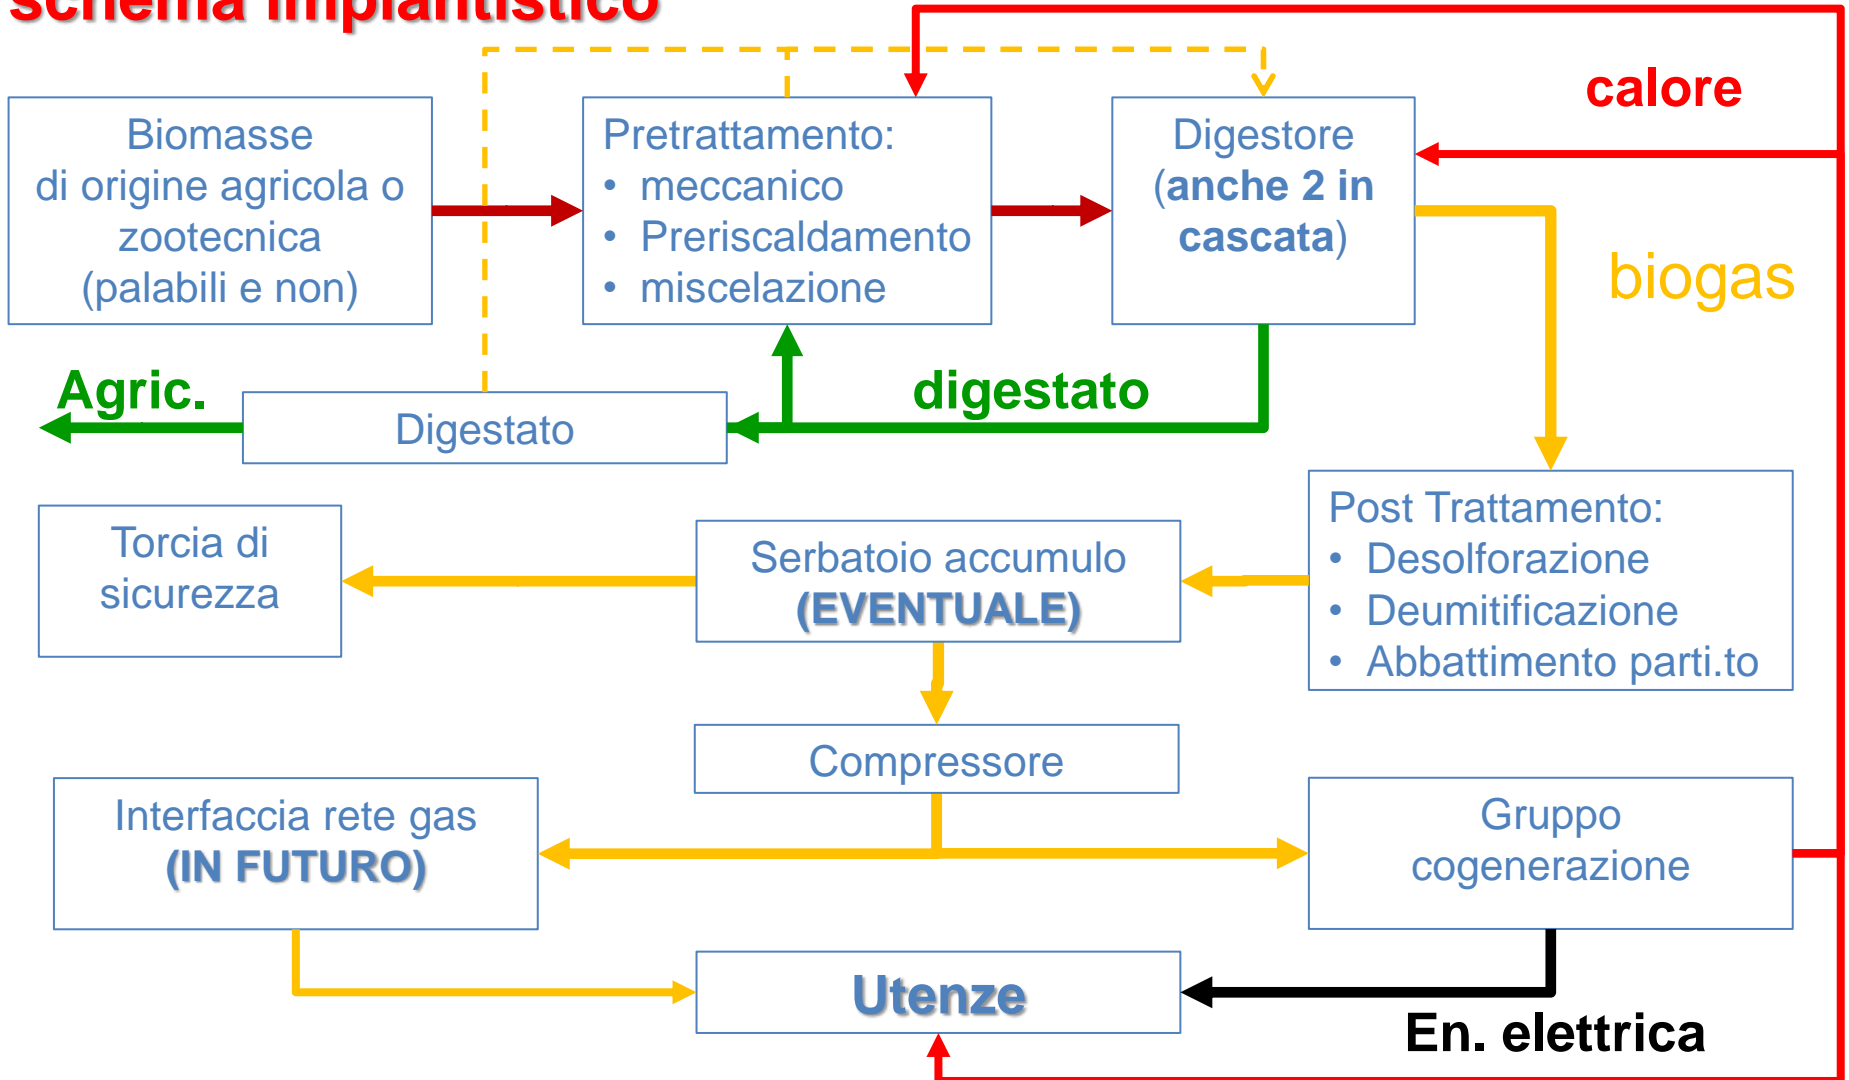 schema impiantistico
calore
Biomasse
di origine agricola o
zootecnica
(palabili e non)
Pretrattamento:
• meccanico
• Preriscaldamento
• miscelazione
Digestore
(anche 2 in
cascata)
biogas
Agric.
Digestato
digestato
Torcia di
sicurezza
Serbatoio accumulo
(EVENTUALE)
Post Trattamento:
• Desolforazione
• Deumitificazione
• Abbattimento parti.to
Compressore
Interfaccia rete gas
(IN FUTURO)
Gruppo
cogenerazione
Utenze
En. elettrica